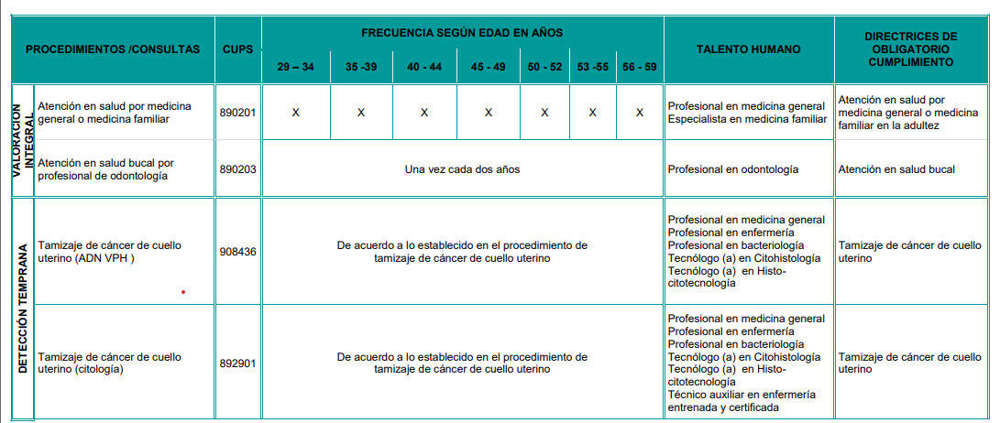 PROCEDIMIENTOS /CONSULTAS
CUPS
FRECUENCIA SEGÚN EDAD EN AÑOS
29 – 34
35 -39
40 - 44
45 - 49
50 - 52
53 -55
56 - 59
TALENTO HUMANO
DIRECTRICES DE
OBLIGATORIO
CUMPLIMIENTO
VALORACION
INTEGRAL
Atención en salud por medicina
general o medicina familiar
890201
X
X
X
X
X
X
X
Profesional en medicina general
Especialista en medicina familiar
Atención en salud por
medicina general o medicina
familiar en la adultez
Atención en salud bucal por
profesional de odontología
890203
Una vez cada dos años
Profesional en odontología
Atención en salud bucal
DETECCIÓN TEMPRANA
Tamizaje de cáncer de cuello
uterino (ADN VPH )
908436
De acuerdo a lo establecido en el procedimiento de
tamizaje de cáncer de cuello uterino
Profesional en medicina general
Profesional en enfermería
Profesional en bacteriología
Tecnólogo (a) en Citohistología
Tecnólogo (a) en Histo-
citotecnología
Tamizaje de cáncer de cuello
uterino
Tamizaje de cáncer de cuello
uterino (citología)
892901
De acuerdo a lo establecido en el procedimiento de
tamizaje de cáncer de cuello uterino
Profesional en medicina general
Profesional en enfermería
Profesional en bacteriología
Tecnólogo (a) en Citohistología
Tecnólogo (a) en Histo-
citotecnología
Técnico auxiliar en enfermería
entrenada y certificada
Tamizaje de cáncer de cuello
uterino